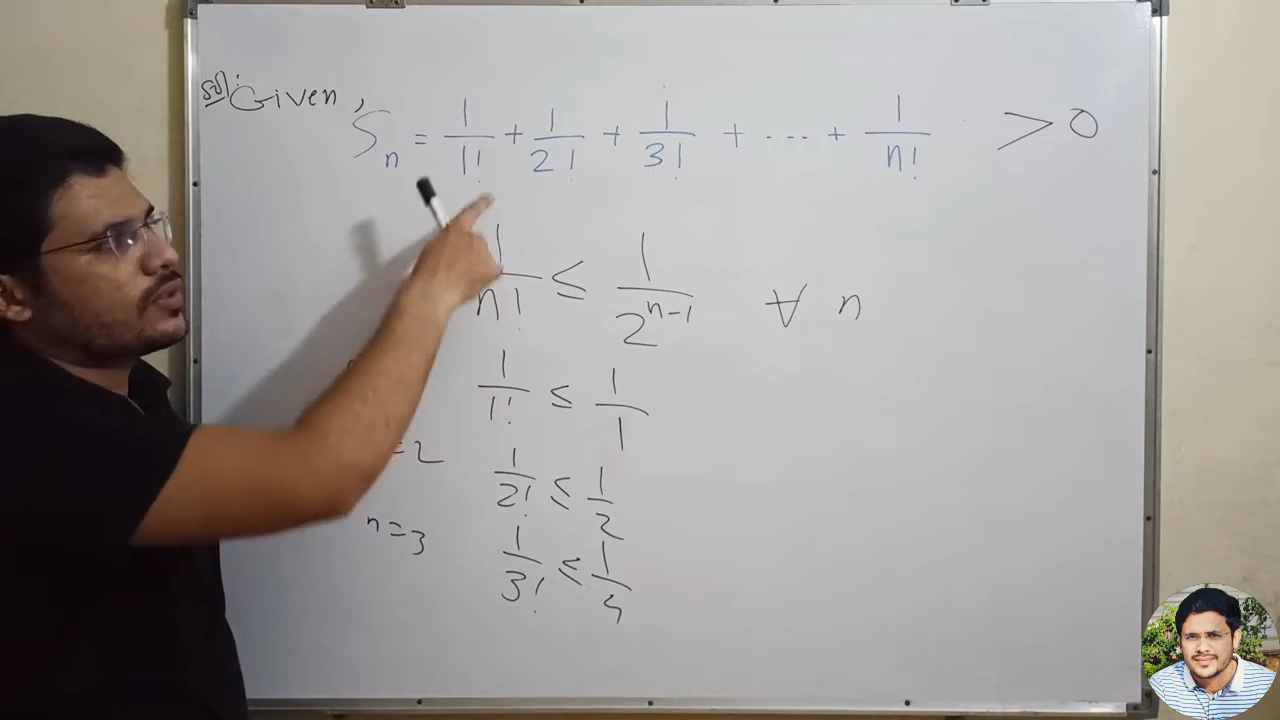 Sol: Given,
Sₙ = 1/1! + 1/2! + 1/3! + .... + 1/n! > 0
1/n! ≤ 1/2ⁿ⁻¹ ∀ n
1/1! ≤ 1/1
= 2 1/2! ≤ 1/2
n = 3 1/3! ≤ 1/4